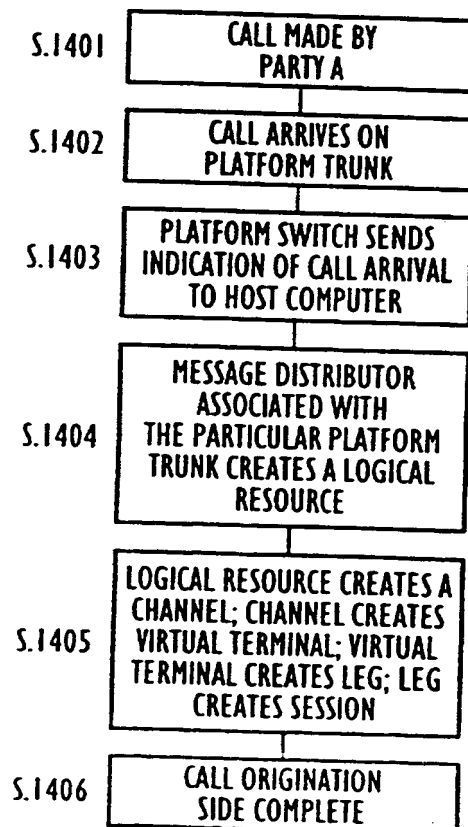 S.1401
CALL MADE BY
PARTY A
S.1402
CALL ARRIVES ON
PLATFORM TRUNK
S.1403
PLATFORM SWITCH SENDS
INDICATION OF CALL ARRIVAL
TO HOST COMPUTER
S.1404
MESSAGE DISTRIBUTOR
ASSOCIATED WITH
THE PARTICULAR PLATFORM
TRUNK CREATES A LOGICAL
RESOURCE
S.1405
LOGICAL RESOURCE CREATES A
CHANNEL; CHANNEL CREATES
VIRTUAL TERMINAL; VIRTUAL
TERMINAL CREATES LEG; LEG
CREATES SESSION
S.1406
CALL ORIGINATION
SIDE COMPLETE